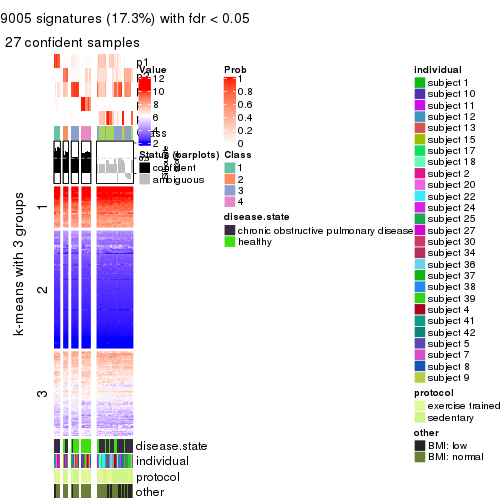 9005 signatures (17.3%) with fdr < 0.05
27 confident samples
p1
p2
Value
12
10
8
6
4
2
Prob
1
0.8
0.6
0.4
0.2
0
Status (barplots)
confident
ambiguous
Class
1
2
3
4
disease.state
chronic obstructive pulmonary disease
healthy
individual
subject 1
subject 10
subject 11
subject 12
subject 13
subject 15
subject 17
subject 18
subject 2
subject 20
subject 22
subject 24
subject 25
subject 27
subject 30
subject 34
subject 36
subject 37
subject 38
subject 39
subject 4
subject 41
subject 42
subject 5
subject 7
subject 8
subject 9
protocol
exercise trained
sedentary
other
BMI: low
BMI: normal
k-means with 3 groups
1
2
3
disease.state
individual
protocol
other